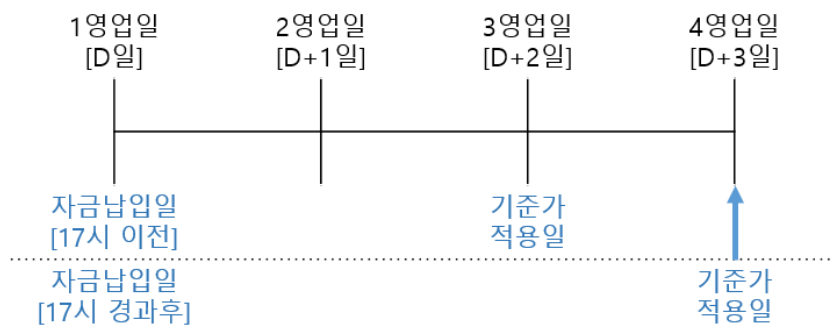 1영업일
[D일]
2영업일
[D+1일]
3영업일
[D+2일]
4영업일
[D+3일]
자금납입일
[17시 이전]
기준가
적용일
자금납입일
[17시 경과후]
기준가
적용일